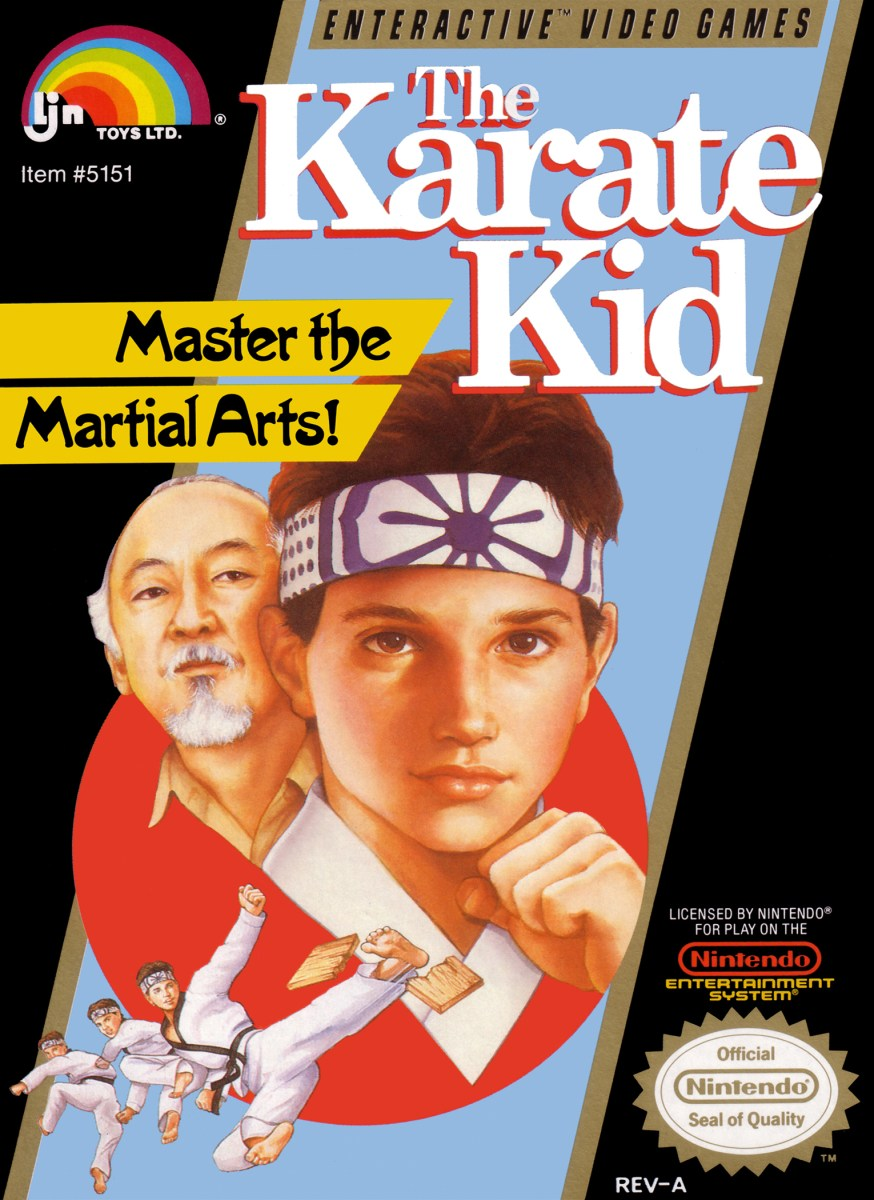 ENTERACTIVE™ VIDEO GAMES
ljn
TOYS LTD. ®
Item #5151
The
Karate
Kid
Master the
Martial Arts!
LICENSED BY NINTENDO®
FOR PLAY ON THE
Nintendo
ENTERTAINMENT
SYSTEM®
Official
Nintendo®
Seal of Quality
TM
REV-A